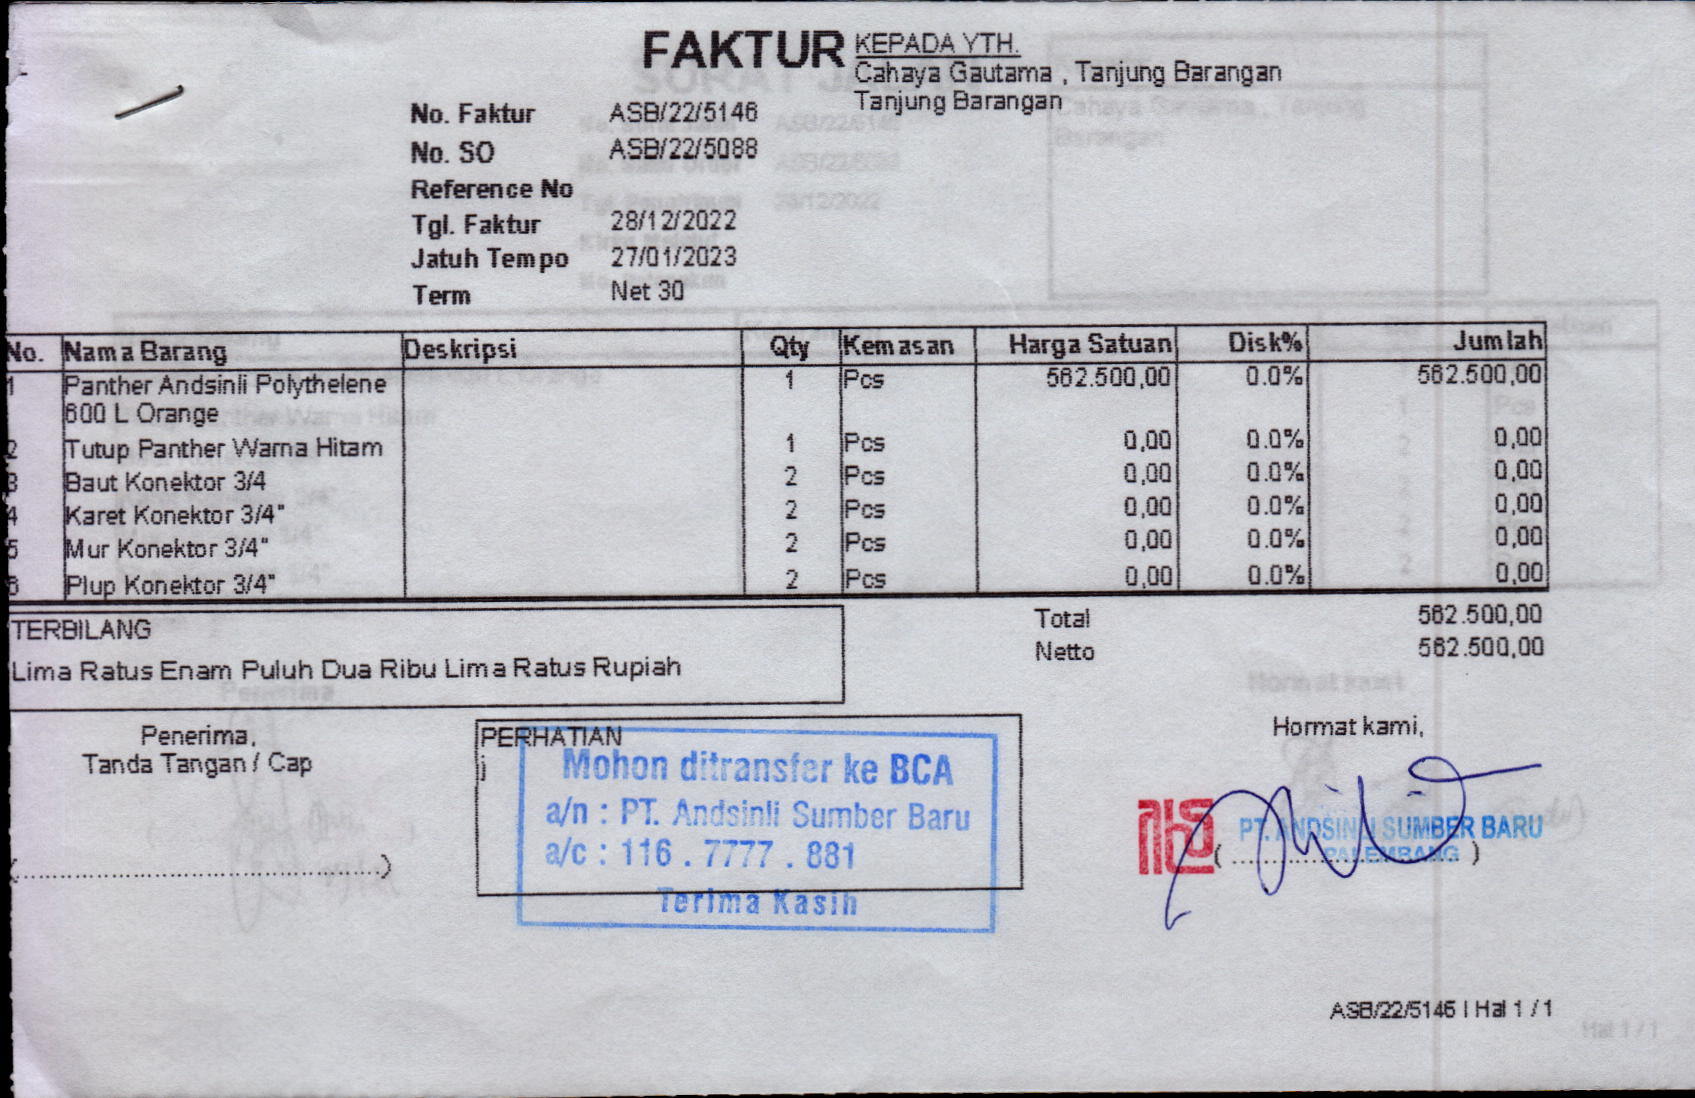 FAKTUR
KEPADA YTH.
Cahaya Gautama , Tanjung Barangan
Tanjung Barangan
No. Faktur ASB/22/5146
No. SO ASB/22/5088
Reference No
Tgl. Faktur 28/12/2022
Jatuh Tempo 27/01/2023
Term Net 30
No. Nama Barang Deskripsi Qty Kemasan Harga Satuan Disk% Jumlah
1 Panther Andsinli Polythelene 1 Pcs 562.500,00 0.0% 562.500,00
600 L Orange
2 Tutup Panther Warna Hitam 1 Pcs 0,00 0.0% 0,00
3 Baut Konektor 3/4 2 Pcs 0,00 0.0% 0,00
4 Karet Konektor 3/4" 2 Pcs 0,00 0.0% 0,00
5 Mur Konektor 3/4" 2 Pcs 0,00 0.0% 0,00
6 Plup Konektor 3/4" 2 Pcs 0,00 0.0% 0,00
Total 562.500,00
Netto 562.500,00
TERBILANG
Lima Ratus Enam Puluh Dua Ribu Lima Ratus Rupiah
Penerima,
Tanda Tangan / Cap
(........................................)
PERHATIAN
j
Mohon ditransfer ke BCA
a/n : PT. Andsinli Sumber Baru
a/c : 116 . 7777 . 881
Terima Kasih
Hormat kami,
PT. ANDSINLI SUMBER BARU
PALEMBANG
ASB/22/5146 | Hal 1 / 1
Hal 1 / 1